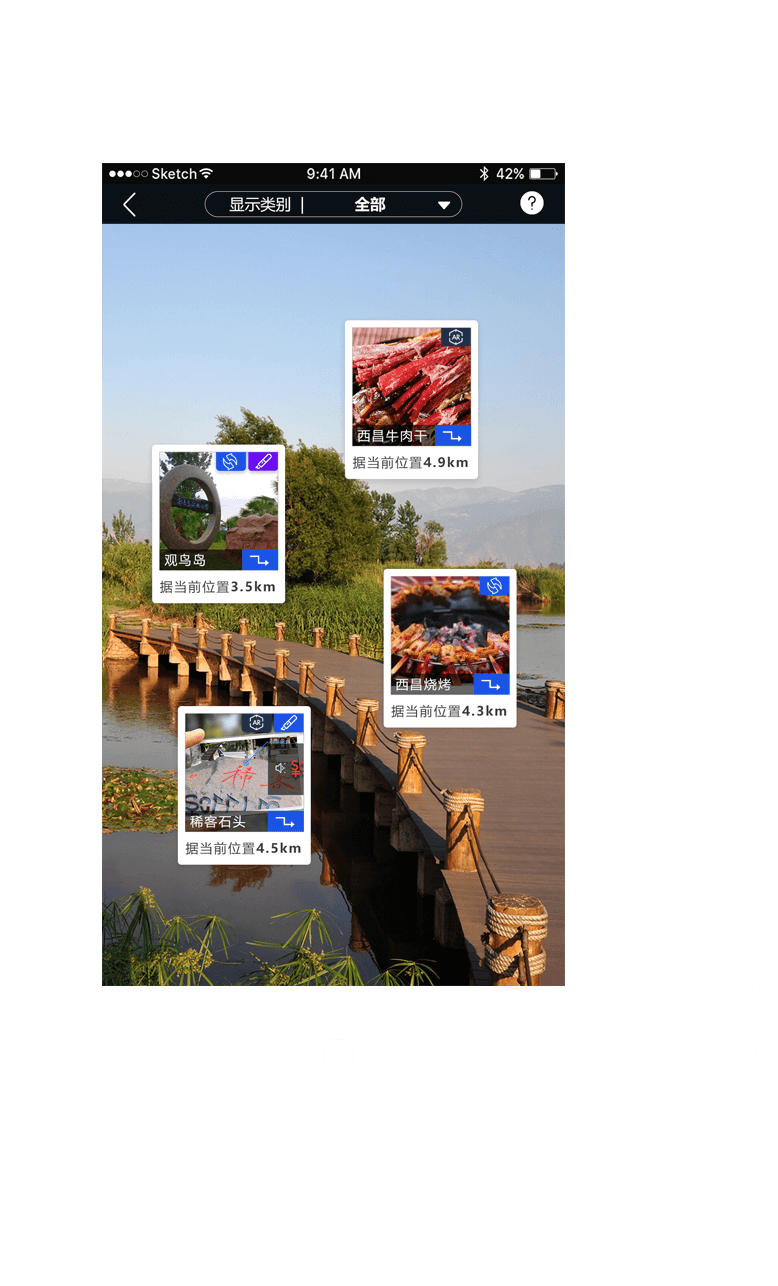 Sketch 9:41 AM 42%
显示类别 | 全部 ?
AR
西昌牛肉干
据当前位置4.9km
观鸟岛
据当前位置3.5km
西昌烧烤
据当前位置4.3km
AR
稀
稀客石头
据当前位置4.5km